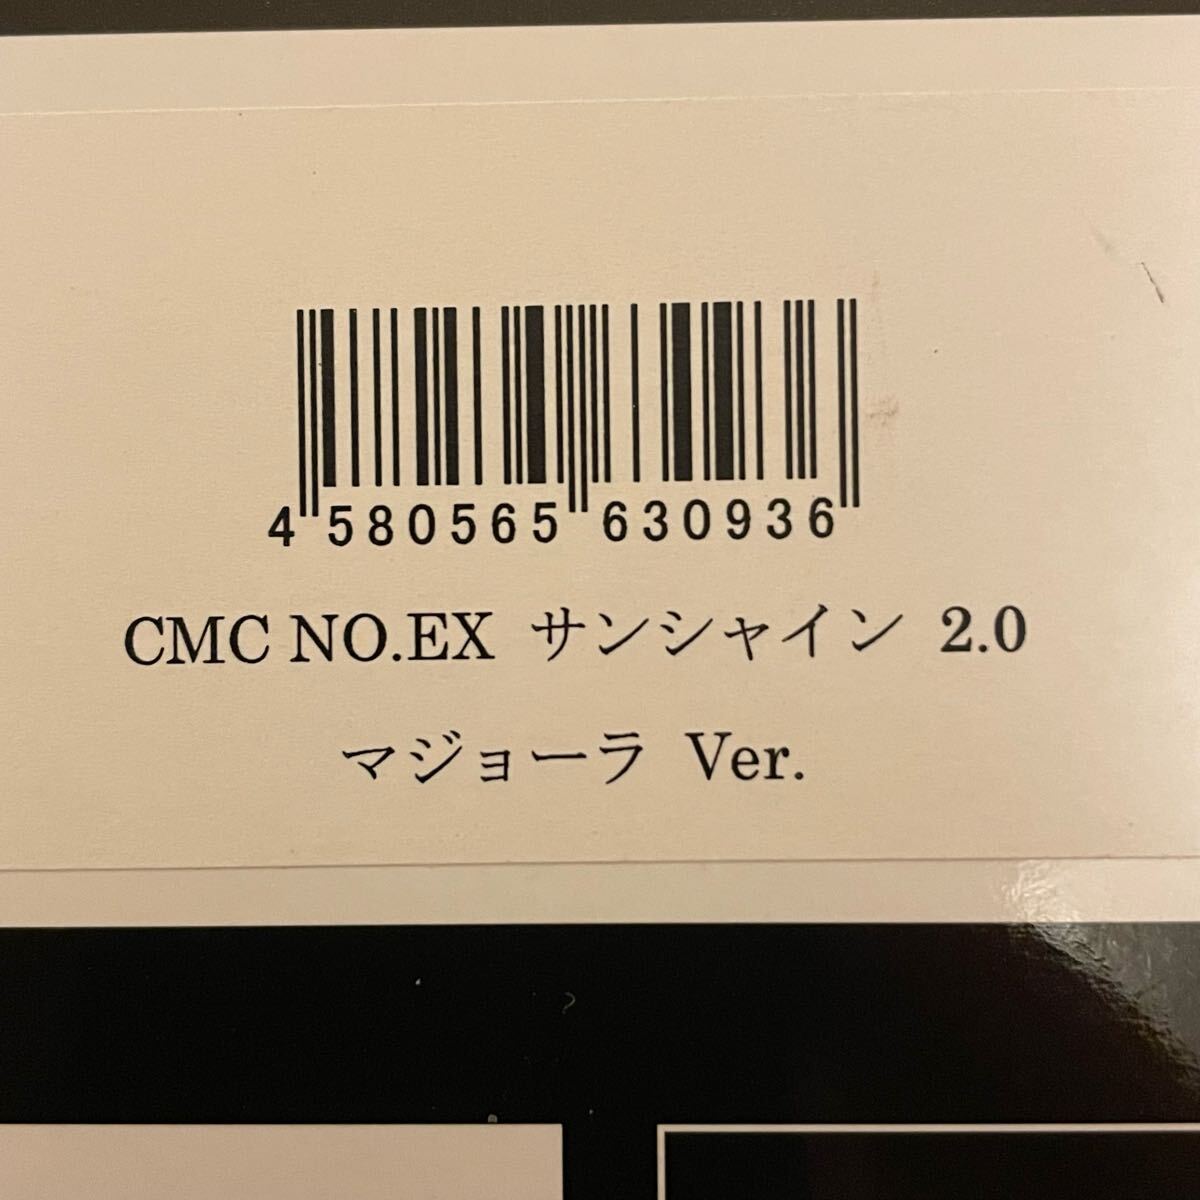 4 580565 630936
CMC NO.EX サンシャイン 2.0
マジョーラ Ver.